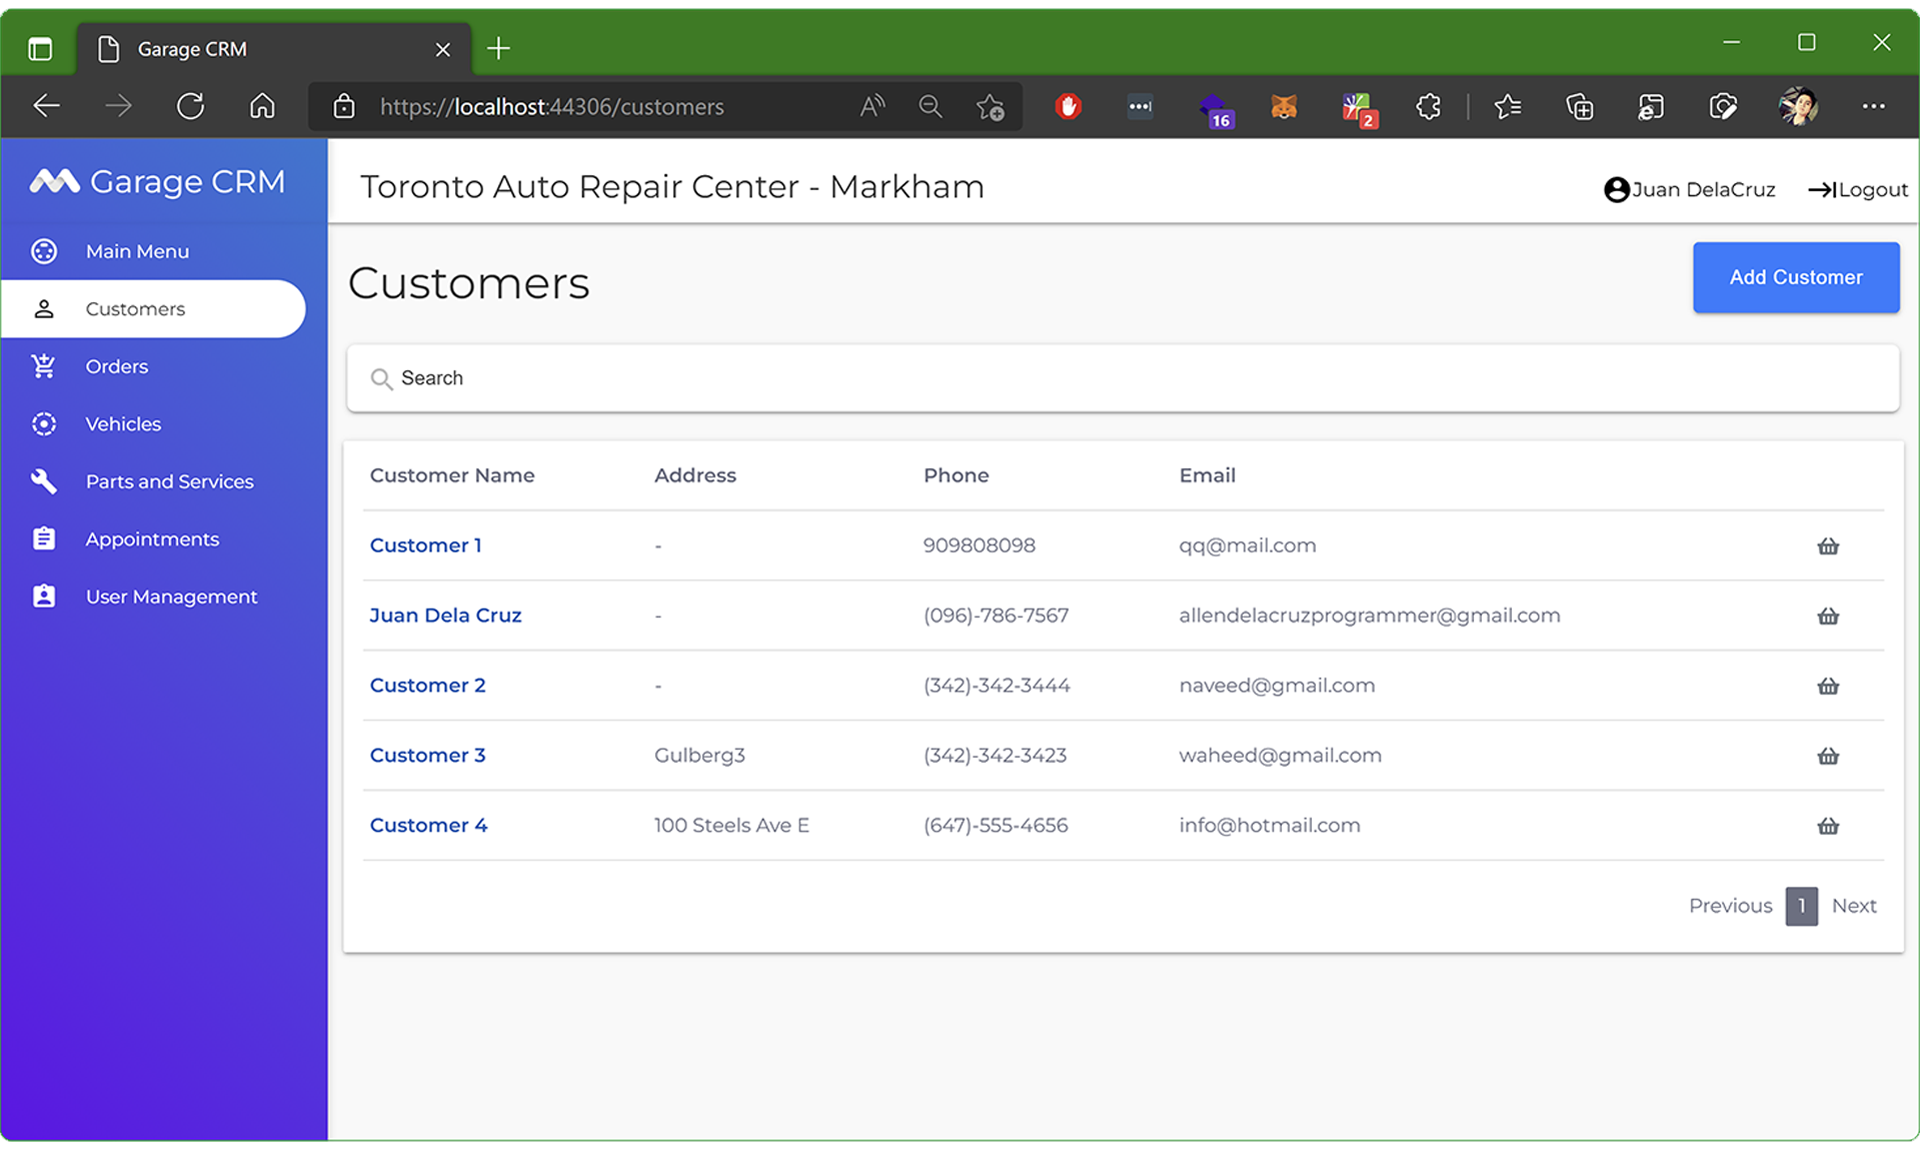 Garage CRM
https://localhost:44306/customers
A
16
2
Garage CRM
Toronto Auto Repair Center - Markham
Juan DelaCruz
Logout
Main Menu
Customers
Orders
Vehicles
Parts and Services
Appointments
User Management
Customers
Add Customer
Search
Customer Name Address Phone Email
Customer 1 - 909808098 qq@mail.com
Juan Dela Cruz - (096)-786-7567 allendelacruzprogrammer@gmail.com
Customer 2 - (342)-342-3444 naveed@gmail.com
Customer 3 Gulberg3 (342)-342-3423 waheed@gmail.com
Customer 4 100 Steels Ave E (647)-555-4656 info@hotmail.com
Previous 1 Next